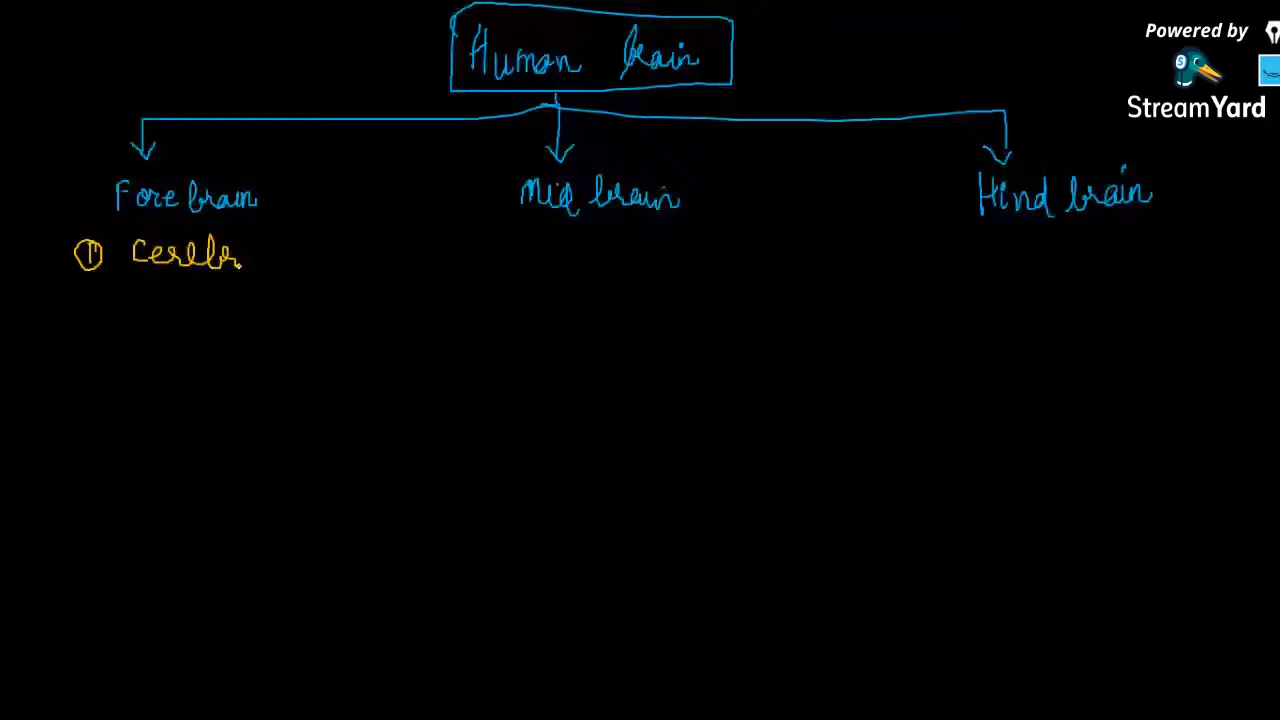 Human brain
Powered by
StreamYard
Fore brain Mid brain Hind brain
① Cerebr